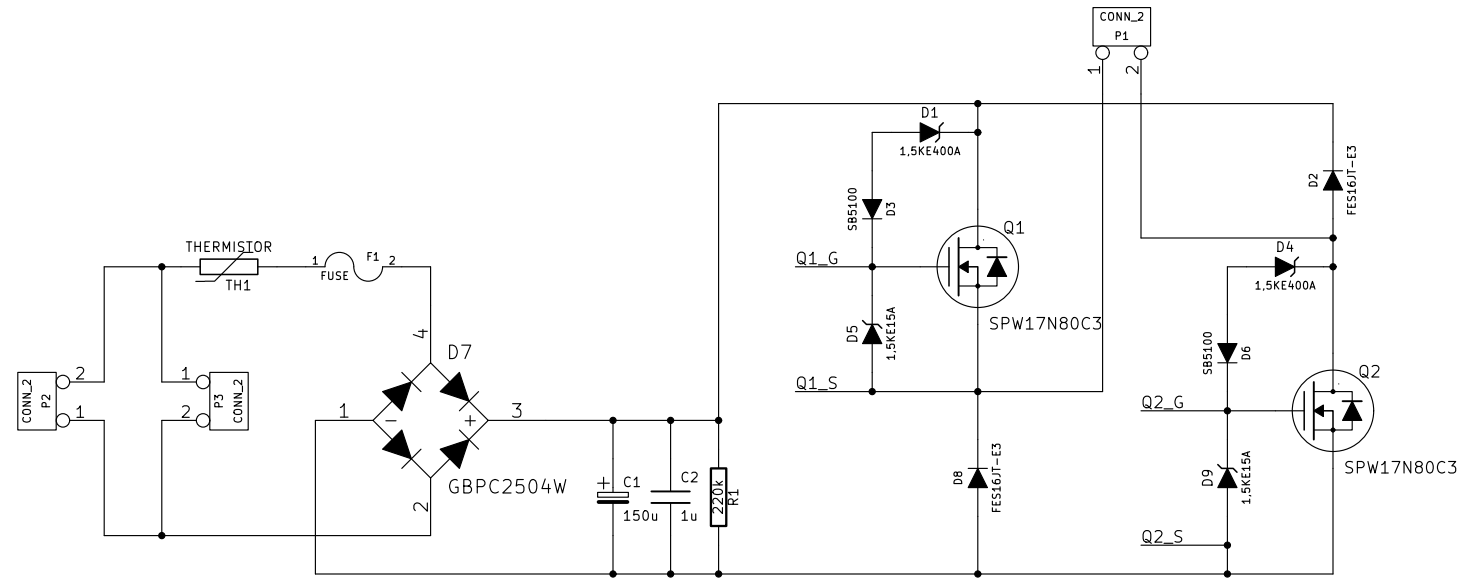 CONN_2
P1
1
2
D1
1,5KE400A
SB5100
D3
Q1
Q1_G
D5
1,5KE15A
SPW17N80C3
Q1_S
D2
FES16JT-E3
D4
1,5KE400A
SB5100
D6
Q2
Q2_G
D9
1,5KE15A
SPW17N80C3
Q2_S
D8
FES16JT-E3
THERMISTOR
TH1
1
F1
2
FUSE
4
D7
1
-
+
3
2
GBPC2504W
CONN_2
P2
2
1
1
2
P3
CONN_2
+
C1
150u
C2
1u
220k
R1